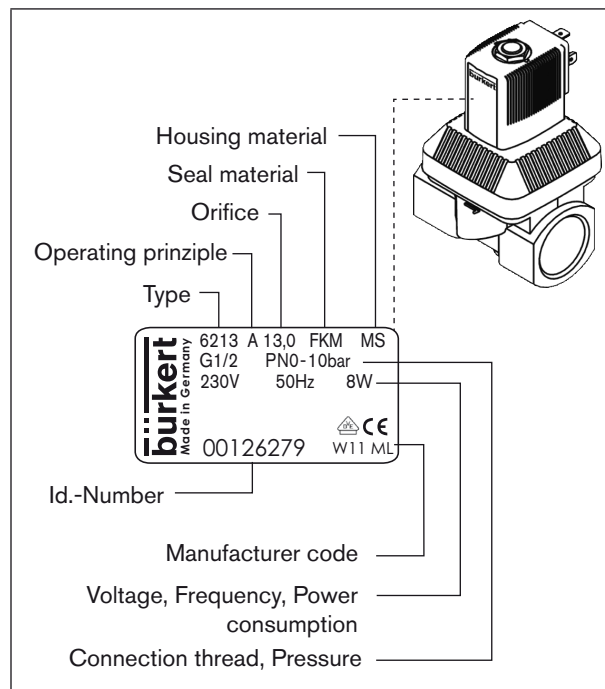 burkert
Housing material
Seal material
Orifice
Operating prinziple
Type
bürkert
Made in Germany
6213 A 13,0 FKM MS
G1/2 PN0-10bar
230V 50Hz 8W
CE
00126279 W11 ML
Id.-Number
Manufacturer code
Voltage, Frequency, Power
consumption
Connection thread, Pressure